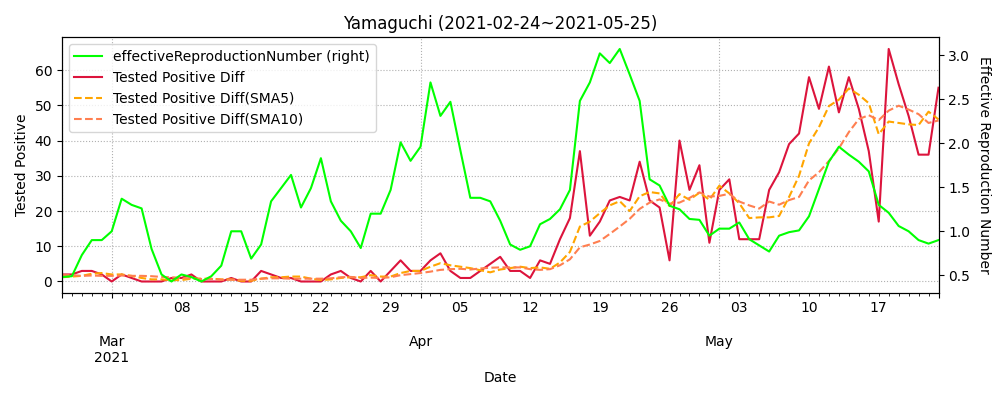 Yamaguchi (2021-02-24~2021-05-25)
effectiveReproductionNumber (right)
Tested Positive Diff
Tested Positive Diff(SMA5)
Tested Positive Diff(SMA10)
Tested Positive
60
50
40
30
20
10
0
3.0
2.5
2.0
1.5
1.0
0.5
Effective Reproduction Number
08 15 22 29 05 12 19 26 03 10 17
Mar Apr May
2021
Date